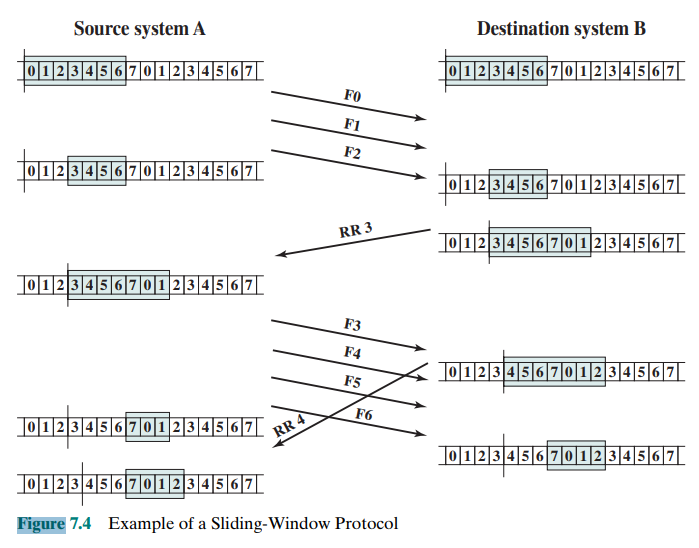 Source system A
Destination system B
0 1 2 3 4 5 6 7 0 1 2 3 4 5 6 7
0 1 2 3 4 5 6 7 0 1 2 3 4 5 6 7
F0
F1
F2
0 1 2 3 4 5 6 7 0 1 2 3 4 5 6 7
0 1 2 3 4 5 6 7 0 1 2 3 4 5 6 7
RR 3
0 1 2 3 4 5 6 7 0 1 2 3 4 5 6 7
0 1 2 3 4 5 6 7 0 1 2 3 4 5 6 7
F3
F4
0 1 2 3 4 5 6 7 0 1 2 3 4 5 6 7
F5
F6
RR 4
0 1 2 3 4 5 6 7 0 1 2 3 4 5 6 7
0 1 2 3 4 5 6 7 0 1 2 3 4 5 6 7
0 1 2 3 4 5 6 7 0 1 2 3 4 5 6 7
Figure 7.4 Example of a Sliding-Window Protocol